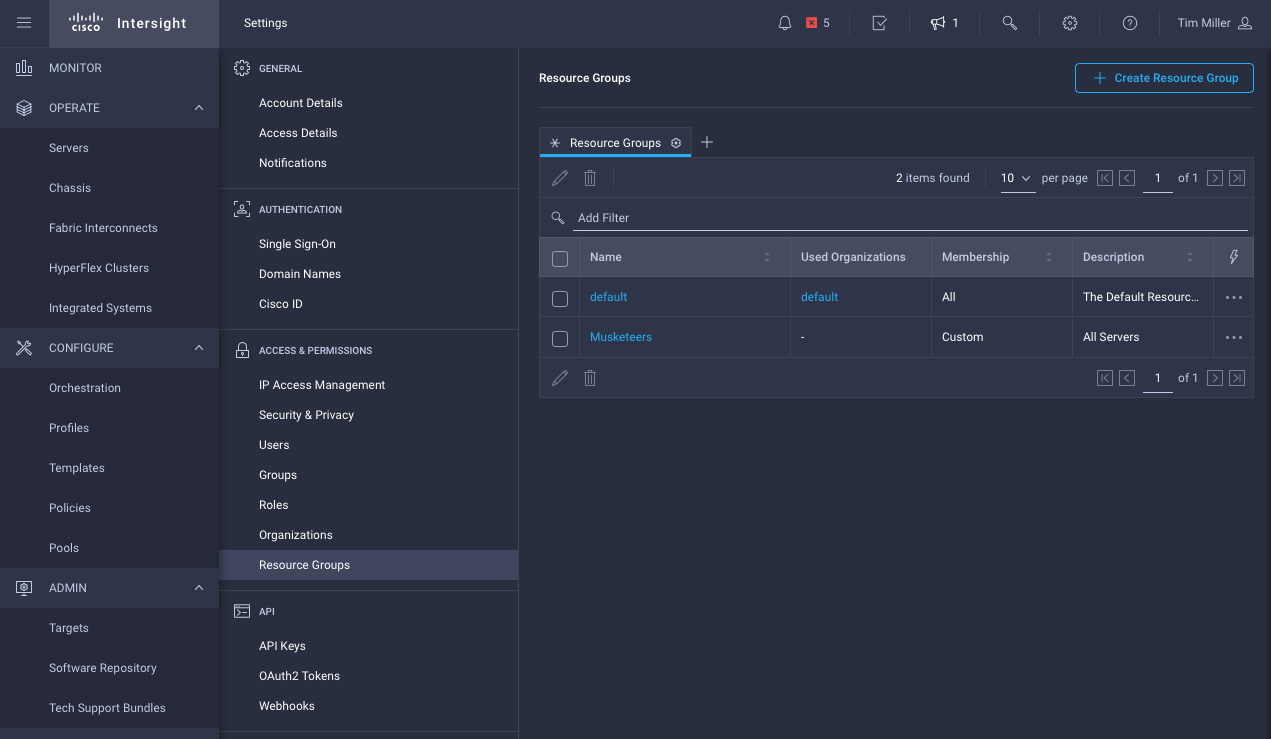 CISCO Intersight
Settings
5
1
Tim Miller
MONITOR
OPERATE
Servers
Chassis
Fabric Interconnects
HyperFlex Clusters
Integrated Systems
CONFIGURE
Orchestration
Profiles
Templates
Policies
Pools
ADMIN
Targets
Software Repository
Tech Support Bundles
GENERAL
Account Details
Access Details
Notifications
AUTHENTICATION
Single Sign-On
Domain Names
Cisco ID
ACCESS & PERMISSIONS
IP Access Management
Security & Privacy
Users
Groups
Roles
Organizations
Resource Groups
API
API Keys
OAuth2 Tokens
Webhooks
Resource Groups
Create Resource Group
Resource Groups
2 items found 10 per page 1 of 1
Add Filter
Name Used Organizations Membership Description
default default All The Default Resourc...
Musketeers - Custom All Servers
1 of 1